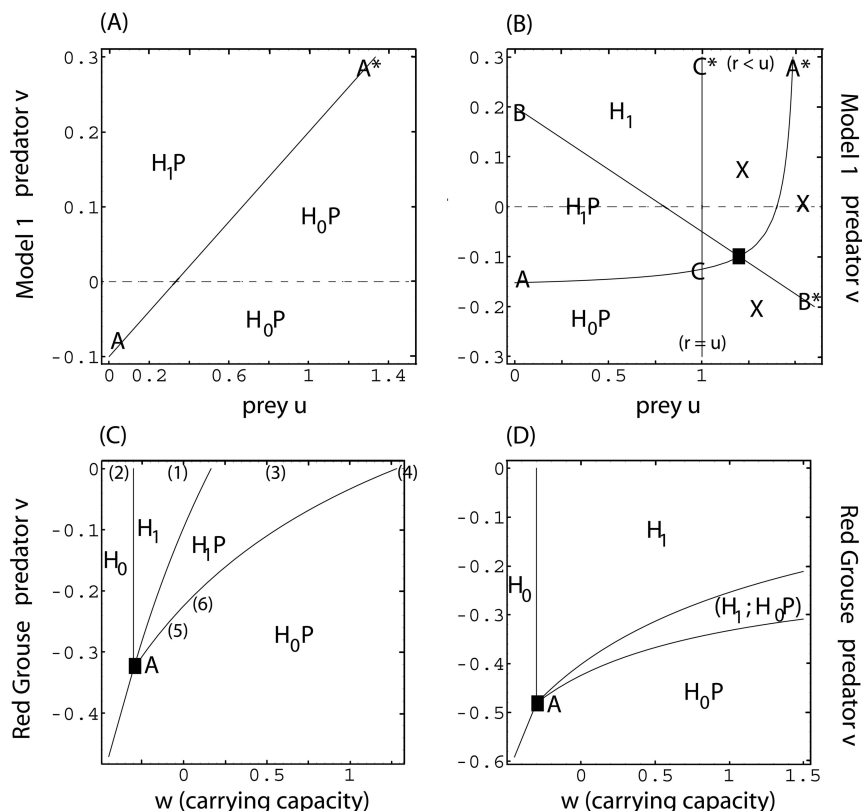 (A)
0.3
0.2
0.1
0
-0.1
0 0.2 0.6 1 1.4
A*
H1P
H0P
H0P
A
Model 1 predator v
prey u
(B)
0.3
0.2
0.1
0
-0.1
-0.2
-0.3
0 0.5 1
C* (r < u) A*
B
H1
X
H1P
X
A
C
H0P
X
B*
(r = u)
Model 1 predator v
prey u
(C)
0
-0.1
-0.2
-0.3
-0.4
0 0.5 1
(2) (1) (3) (4)
H1
H0
H1P
(6)
(5)
A
H0P
Red Grouse predator v
w (carrying capacity)
(D)
0
-0.1
-0.2
-0.3
-0.4
-0.5
-0.6
0 0.5 1 1.5
H1
H0
(H1; H0P)
A
H0P
Red Grouse predator v
w (carrying capacity)